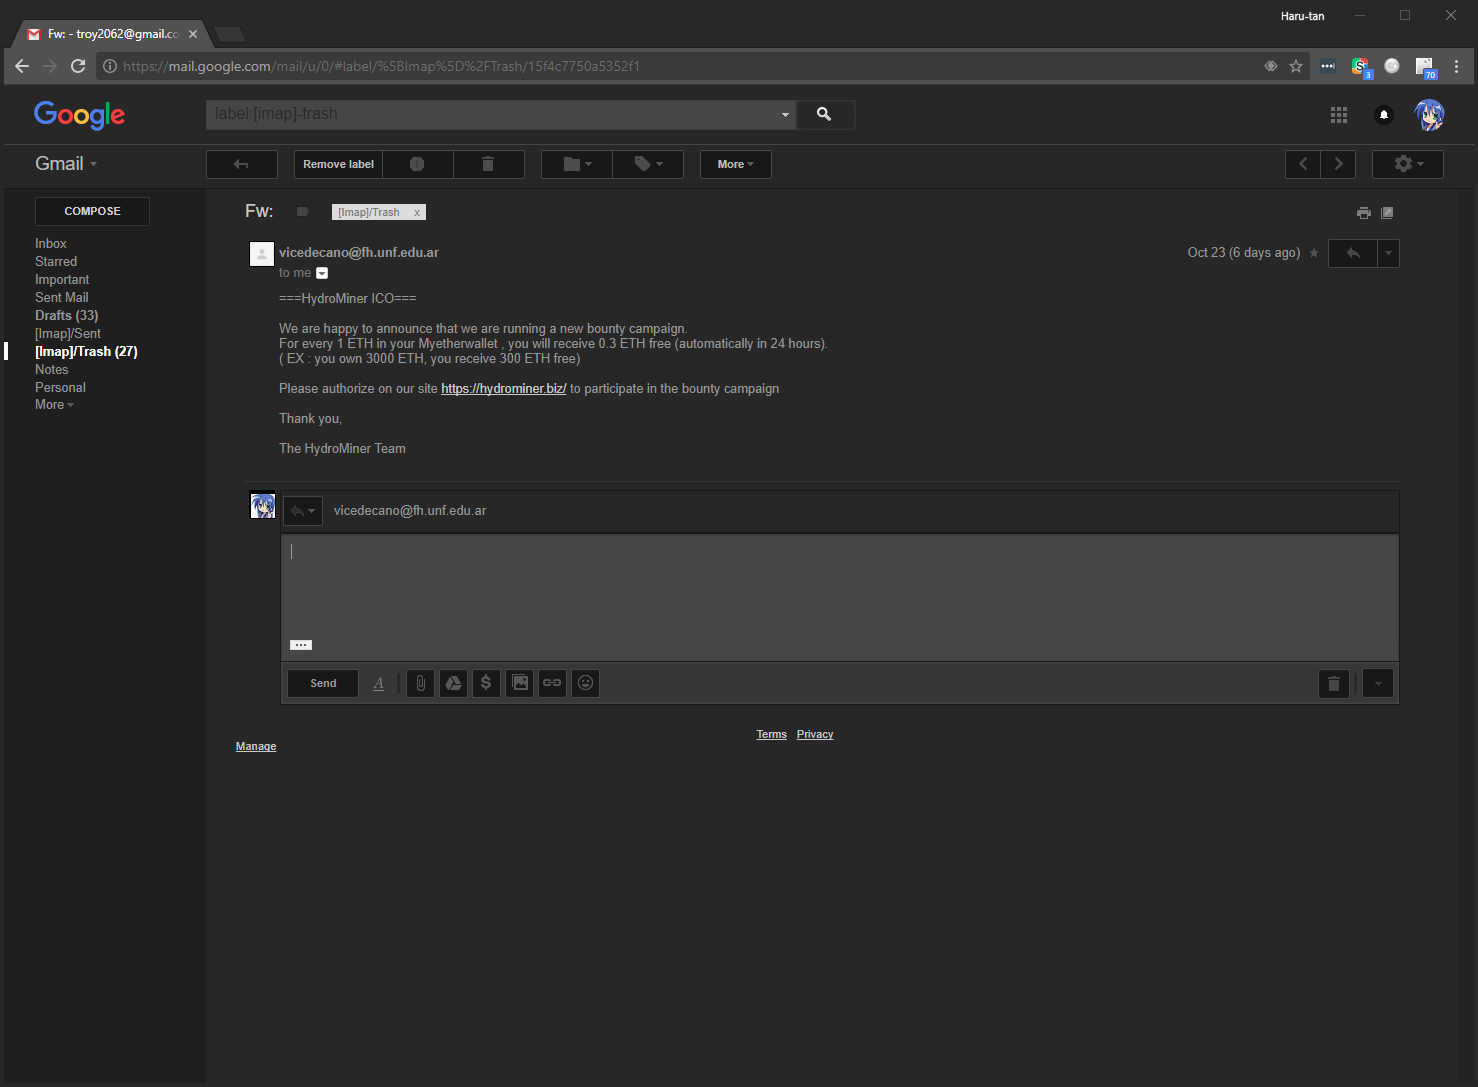 Haru-tan
Fw: - troy2062@gmail.co
https://mail.google.com/mail/u/0/#label/%5BImap%5D%2FTrash/15f4c7750a5352f1
3
70
Google
label:[imap]-trash
Gmail
Remove label
More
COMPOSE
Inbox
Starred
Important
Sent Mail
Drafts (33)
[Imap]/Sent
[Imap]/Trash (27)
Notes
Personal
More
Fw:
[Imap]/Trash x
vicedecano@fh.unf.edu.ar
Oct 23 (6 days ago)
to me
===HydroMiner ICO===
We are happy to announce that we are running a new bounty campaign.
For every 1 ETH in your Myetherwallet , you will receive 0.3 ETH free (automatically in 24 hours).
( EX : you own 3000 ETH, you receive 300 ETH free)
Please authorize on our site https://hydrominer.biz/ to participate in the bounty campaign
Thank you,
The HydroMiner Team
vicedecano@fh.unf.edu.ar
Send
Terms Privacy
Manage